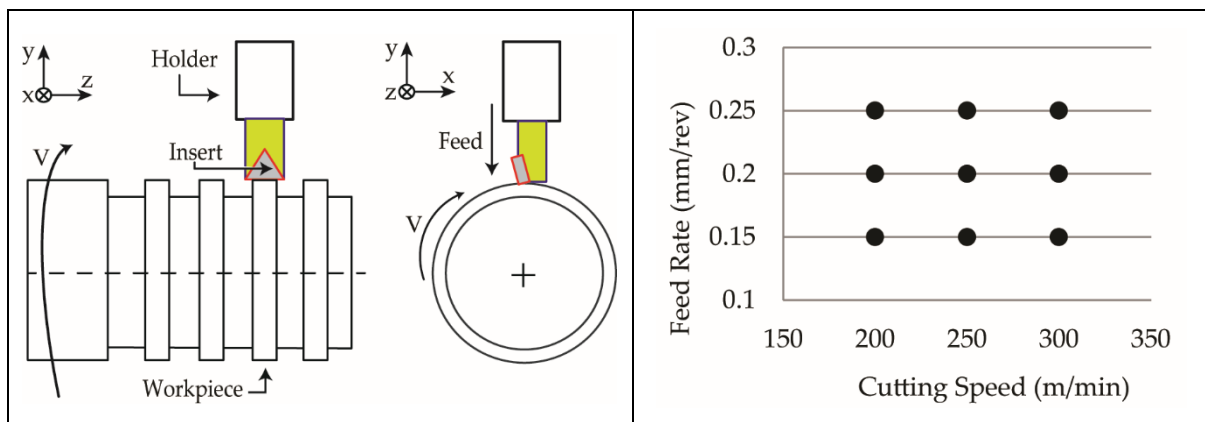 y
z
x
Holder
V
Insert
Workpiece
y
x
z
Feed
V
0.3
0.25
0.2
0.15
0.1
150 200 250 300 350
Feed Rate (mm/rev)
Cutting Speed (m/min)